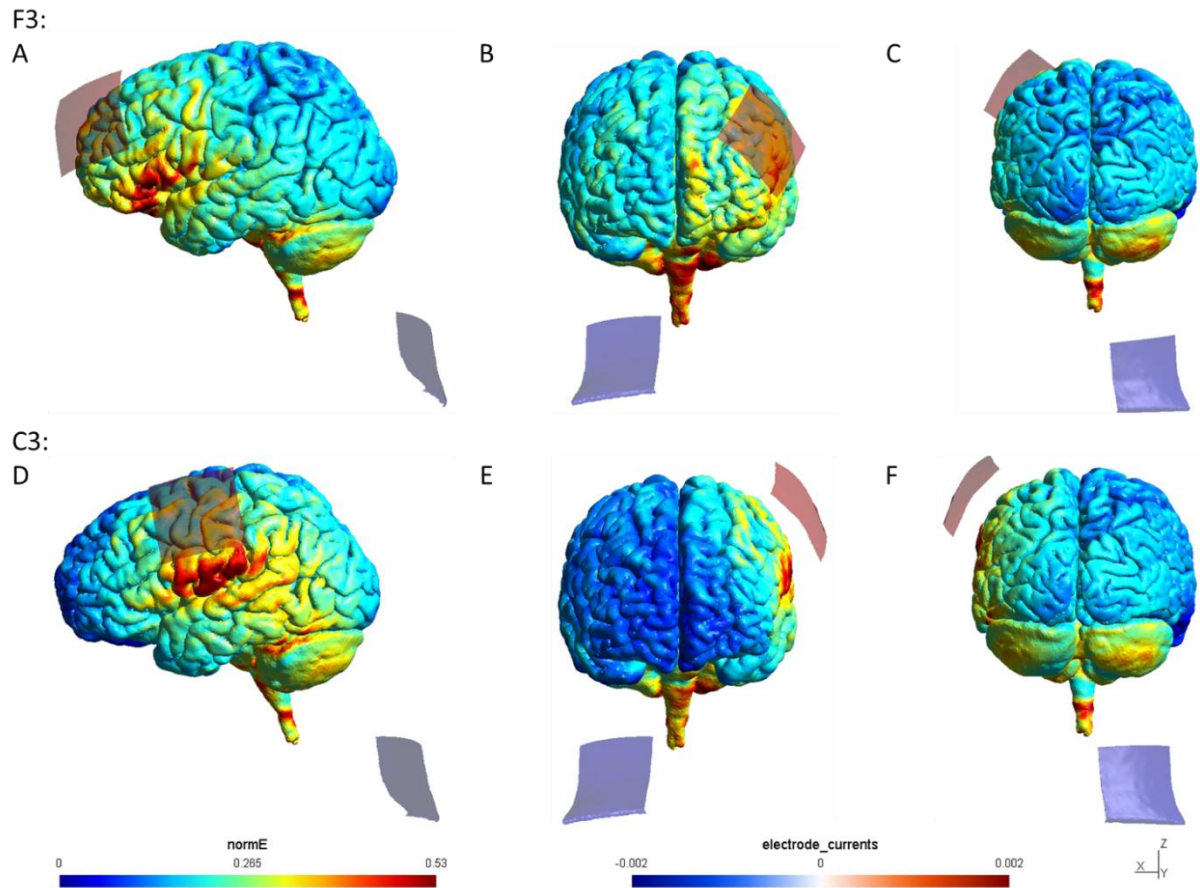 F3:
A B C
C3:
D E F
normE electrode_currents
0 0.265 0.53 -0.002 0 0.002
Z
X Y